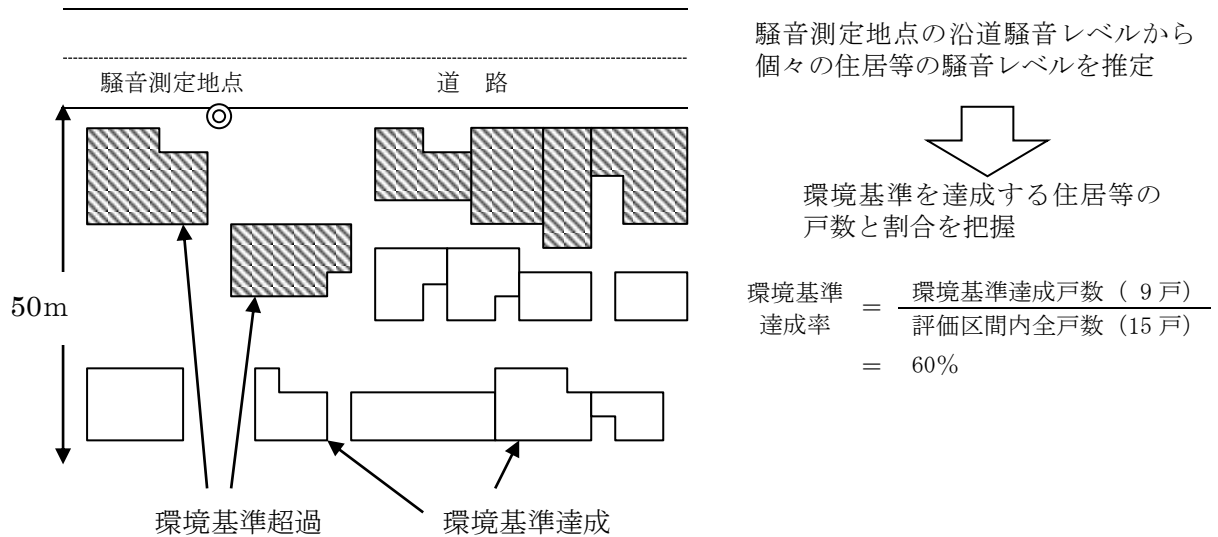 騒音測定地点
道 路
50m
環境基準超過
環境基準達成
騒音測定地点の沿道騒音レベルから
個々の住居等の騒音レベルを推定
環境基準を達成する住居等の
戸数と割合を把握
環境基準
達成率
=
環境基準達成戸数（ 9 戸）
評価区間内全戸数（15 戸）
= 60%